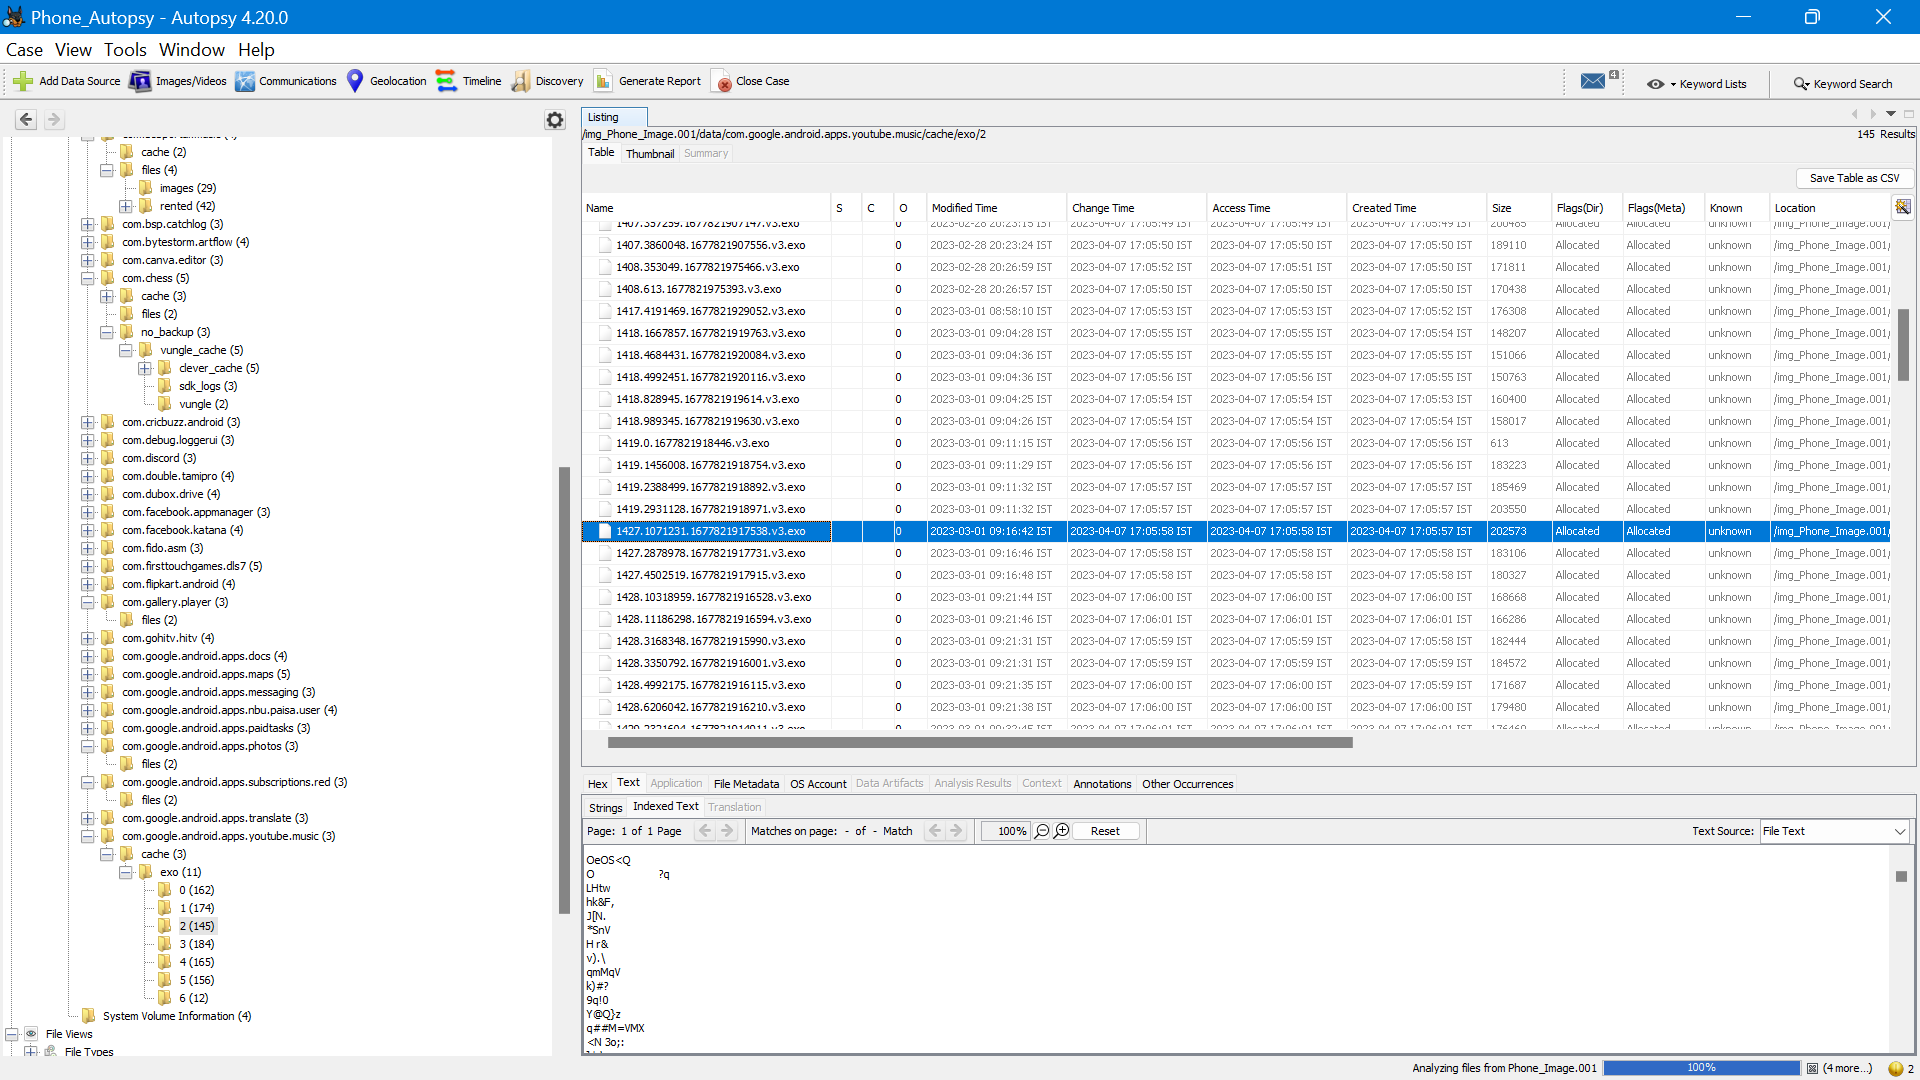 Phone_Autopsy - Autopsy 4.20.0
Case View Tools Window Help
Add Data Source Images/Videos Communications Geolocation Timeline Discovery Generate Report Close Case 4 Keyword Lists Keyword Search
cache (2)
files (4)
images (29)
rented (42)
com.bsp.catchlog (3)
com.bytestorm.artflow (4)
com.canva.editor (3)
com.chess (5)
cache (3)
files (2)
no_backup (3)
vungle_cache (5)
clever_cache (5)
sdk_logs (3)
vungle (2)
com.cricbuzz.android (3)
com.debug.loggerui (3)
com.discord (3)
com.double.tamipro (4)
com.dubox.drive (4)
com.facebook.appmanager (3)
com.facebook.katana (4)
com.fido.asm (3)
com.firsttouchgames.dls7 (5)
com.flipkart.android (4)
com.gallery.player (3)
files (2)
com.gohitv.hitv (4)
com.google.android.apps.docs (4)
com.google.android.apps.maps (5)
com.google.android.apps.messaging (3)
com.google.android.apps.nbu.paisa.user (4)
com.google.android.apps.paidtasks (3)
com.google.android.apps.photos (3)
files (2)
com.google.android.apps.subscriptions.red (3)
files (2)
com.google.android.apps.translate (3)
com.google.android.apps.youtube.music (3)
cache (3)
exo (11)
0 (162)
1 (174)
2 (145)
3 (184)
4 (165)
5 (156)
6 (12)
System Volume Information (4)
File Views
File Types
Listing
/img_Phone_Image.001/data/com.google.android.apps.youtube.music/cache/exo/2 145 Results
Table Thumbnail Summary
Save Table as CSV
Name S C O Modified Time Change Time Access Time Created Time Size Flags(Dir) Flags(Meta) Known Location
1407.357259.1677821907147.v3.exo 0 2023-02-28 20:23:15 IST 2023-04-07 17:05:49 IST 2023-04-07 17:05:49 IST 2023-04-07 17:05:49 IST 200485 Allocated Allocated unknown /img_Phone_Image.001/
1407.3860048.1677821907556.v3.exo 0 2023-02-28 20:23:24 IST 2023-04-07 17:05:50 IST 2023-04-07 17:05:50 IST 2023-04-07 17:05:50 IST 189110 Allocated Allocated unknown /img_Phone_Image.001/
1408.353049.1677821975466.v3.exo 0 2023-02-28 20:26:59 IST 2023-04-07 17:05:52 IST 2023-04-07 17:05:51 IST 2023-04-07 17:05:50 IST 171811 Allocated Allocated unknown /img_Phone_Image.001/
1408.613.1677821975393.v3.exo 0 2023-02-28 20:26:57 IST 2023-04-07 17:05:50 IST 2023-04-07 17:05:50 IST 2023-04-07 17:05:50 IST 170438 Allocated Allocated unknown /img_Phone_Image.001/
1417.4191469.1677821929052.v3.exo 0 2023-03-01 08:58:10 IST 2023-04-07 17:05:53 IST 2023-04-07 17:05:53 IST 2023-04-07 17:05:52 IST 176308 Allocated Allocated unknown /img_Phone_Image.001/
1418.1667857.1677821919763.v3.exo 0 2023-03-01 09:04:28 IST 2023-04-07 17:05:55 IST 2023-04-07 17:05:55 IST 2023-04-07 17:05:54 IST 148207 Allocated Allocated unknown /img_Phone_Image.001/
1418.4684431.1677821920084.v3.exo 0 2023-03-01 09:04:36 IST 2023-04-07 17:05:55 IST 2023-04-07 17:05:55 IST 2023-04-07 17:05:55 IST 151066 Allocated Allocated unknown /img_Phone_Image.001/
1418.4992451.1677821920116.v3.exo 0 2023-03-01 09:04:36 IST 2023-04-07 17:05:56 IST 2023-04-07 17:05:56 IST 2023-04-07 17:05:55 IST 150763 Allocated Allocated unknown /img_Phone_Image.001/
1418.828945.1677821919614.v3.exo 0 2023-03-01 09:04:25 IST 2023-04-07 17:05:54 IST 2023-04-07 17:05:54 IST 2023-04-07 17:05:53 IST 160400 Allocated Allocated unknown /img_Phone_Image.001/
1418.989345.1677821919630.v3.exo 0 2023-03-01 09:04:26 IST 2023-04-07 17:05:54 IST 2023-04-07 17:05:54 IST 2023-04-07 17:05:54 IST 158017 Allocated Allocated unknown /img_Phone_Image.001/
1419.0.1677821918446.v3.exo 0 2023-03-01 09:11:15 IST 2023-04-07 17:05:56 IST 2023-04-07 17:05:56 IST 2023-04-07 17:05:56 IST 613 Allocated Allocated unknown /img_Phone_Image.001/
1419.1456008.1677821918754.v3.exo 0 2023-03-01 09:11:29 IST 2023-04-07 17:05:56 IST 2023-04-07 17:05:56 IST 2023-04-07 17:05:56 IST 183223 Allocated Allocated unknown /img_Phone_Image.001/
1419.2388499.1677821918892.v3.exo 0 2023-03-01 09:11:32 IST 2023-04-07 17:05:57 IST 2023-04-07 17:05:57 IST 2023-04-07 17:05:56 IST 185469 Allocated Allocated unknown /img_Phone_Image.001/
1419.2931128.1677821918971.v3.exo 0 2023-03-01 09:11:32 IST 2023-04-07 17:05:57 IST 2023-04-07 17:05:57 IST 2023-04-07 17:05:57 IST 203550 Allocated Allocated unknown /img_Phone_Image.001/
1427.1071231.1677821917538.v3.exo 0 2023-03-01 09:16:42 IST 2023-04-07 17:05:58 IST 2023-04-07 17:05:58 IST 2023-04-07 17:05:57 IST 202573 Allocated Allocated unknown /img_Phone_Image.001/
1427.2878978.1677821917731.v3.exo 0 2023-03-01 09:16:46 IST 2023-04-07 17:05:58 IST 2023-04-07 17:05:58 IST 2023-04-07 17:05:58 IST 183106 Allocated Allocated unknown /img_Phone_Image.001/
1427.4502519.1677821917915.v3.exo 0 2023-03-01 09:16:48 IST 2023-04-07 17:05:58 IST 2023-04-07 17:05:58 IST 2023-04-07 17:05:58 IST 180327 Allocated Allocated unknown /img_Phone_Image.001/
1428.10318959.1677821916528.v3.exo 0 2023-03-01 09:21:44 IST 2023-04-07 17:06:00 IST 2023-04-07 17:06:00 IST 2023-04-07 17:06:00 IST 168668 Allocated Allocated unknown /img_Phone_Image.001/
1428.11186298.1677821916594.v3.exo 0 2023-03-01 09:21:46 IST 2023-04-07 17:06:01 IST 2023-04-07 17:06:01 IST 2023-04-07 17:06:01 IST 166286 Allocated Allocated unknown /img_Phone_Image.001/
1428.3168348.1677821915990.v3.exo 0 2023-03-01 09:21:31 IST 2023-04-07 17:05:59 IST 2023-04-07 17:05:59 IST 2023-04-07 17:05:58 IST 182444 Allocated Allocated unknown /img_Phone_Image.001/
1428.3350792.1677821916001.v3.exo 0 2023-03-01 09:21:31 IST 2023-04-07 17:05:59 IST 2023-04-07 17:05:59 IST 2023-04-07 17:05:59 IST 184572 Allocated Allocated unknown /img_Phone_Image.001/
1428.4992175.1677821916115.v3.exo 0 2023-03-01 09:21:35 IST 2023-04-07 17:06:00 IST 2023-04-07 17:06:00 IST 2023-04-07 17:05:59 IST 171687 Allocated Allocated unknown /img_Phone_Image.001/
1428.6206042.1677821916210.v3.exo 0 2023-03-01 09:21:38 IST 2023-04-07 17:06:00 IST 2023-04-07 17:06:00 IST 2023-04-07 17:06:00 IST 179480 Allocated Allocated unknown /img_Phone_Image.001/
Hex Text Application File Metadata OS Account Data Artifacts Analysis Results Context Annotations Other Occurrences
Strings Indexed Text Translation
Page: 1 of 1 Page Matches on page: - of - Match 100% Reset Text Source: File Text
OeOS<Q
O ?q
LHtw
hk&F,
J[N.
*SnV
H r&
v).\
qmMqV
k)#?
9q!0
Y@Q}z
q##M=VMX
<N 3o;:
Analyzing files from Phone_Image.001 100% (4 more...) 2